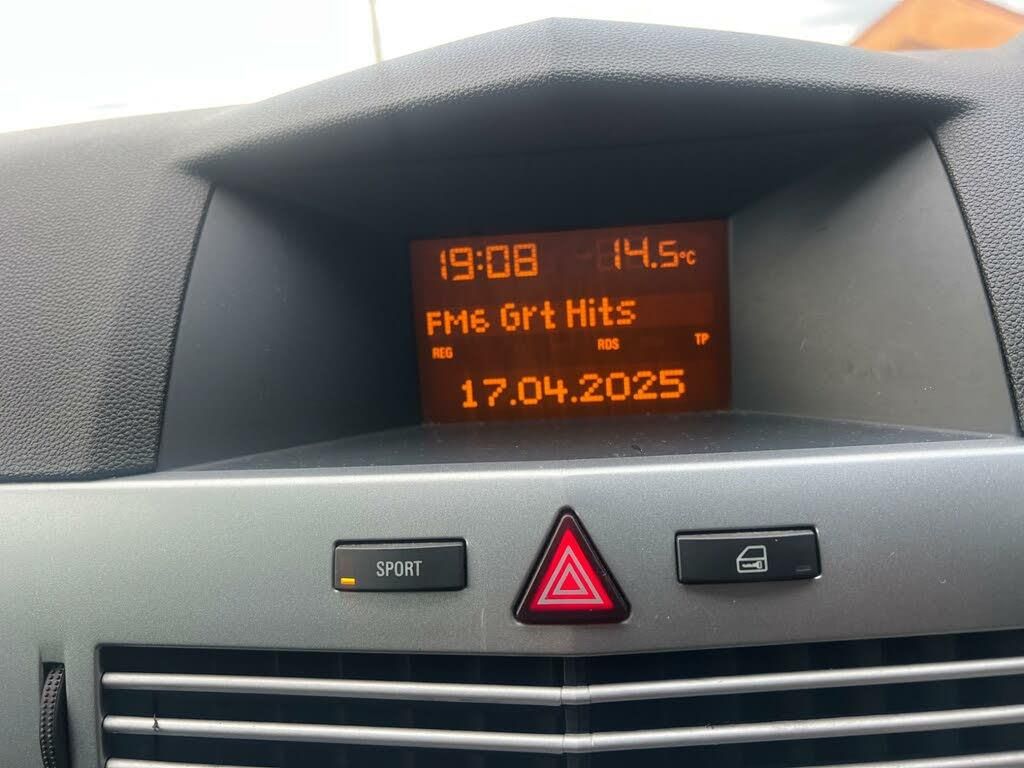 19:08 14.5°C
FM6 Grt Hits
REG RDS TP
17.04.2025
SPORT